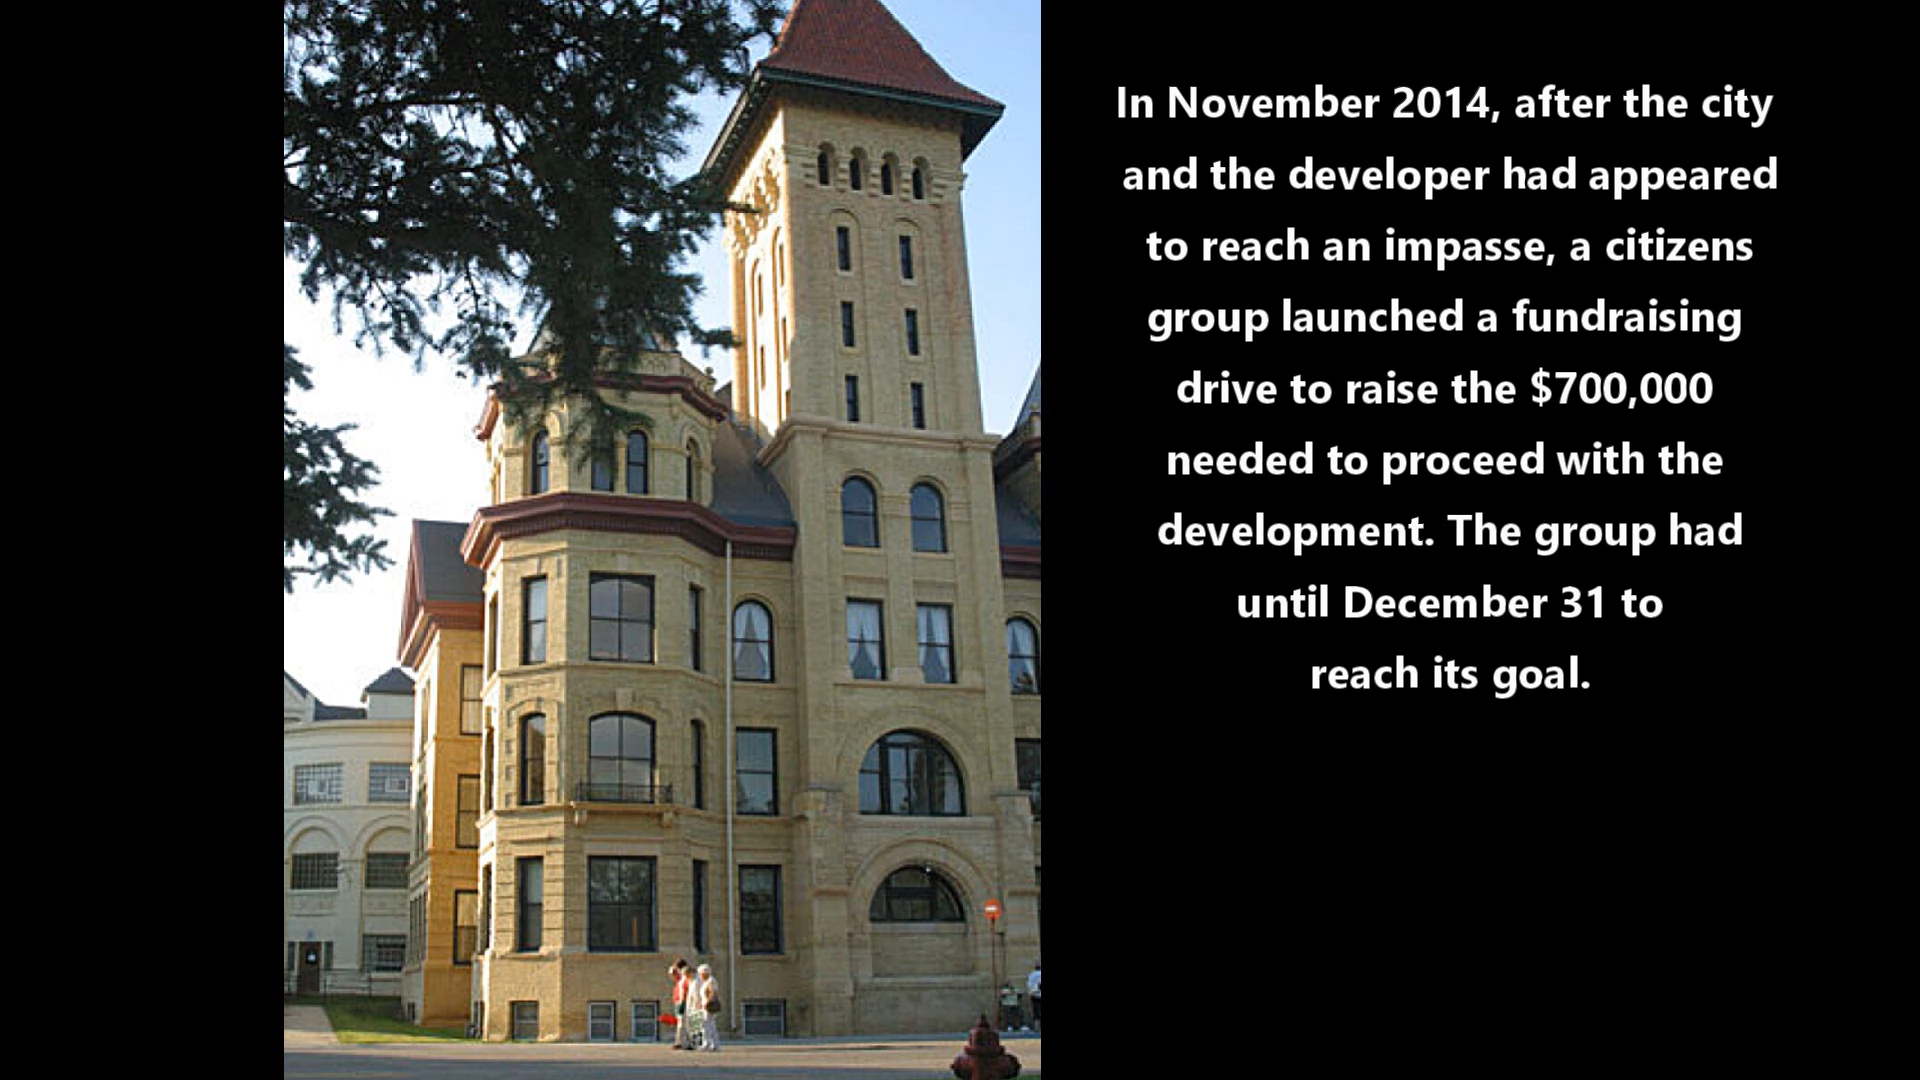 In November 2014, after the city
and the developer had appeared
to reach an impasse, a citizens
group launched a fundraising
drive to raise the $700,000
needed to proceed with the
development. The group had
until December 31 to
reach its goal.